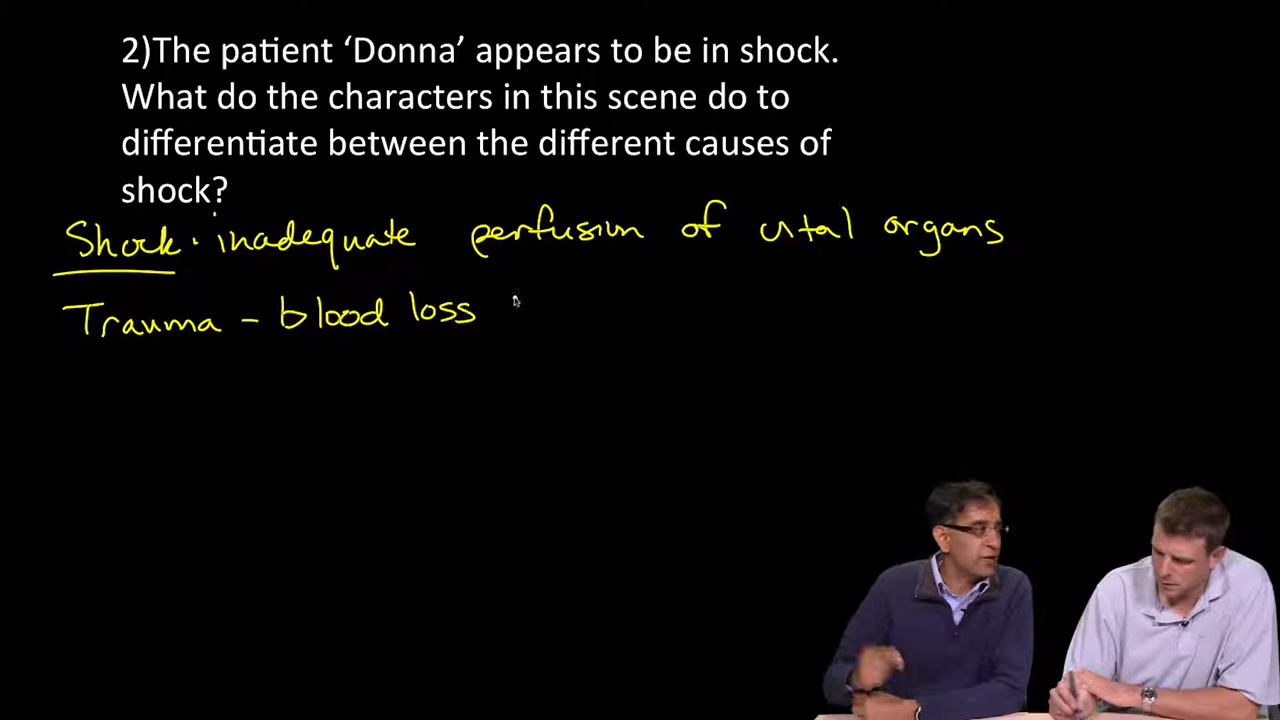 2)The patient ‘Donna’ appears to be in shock.
What do the characters in this scene do to
differentiate between the different causes of
shock?
Shock: inadequate perfusion of vital organs
Trauma - blood loss